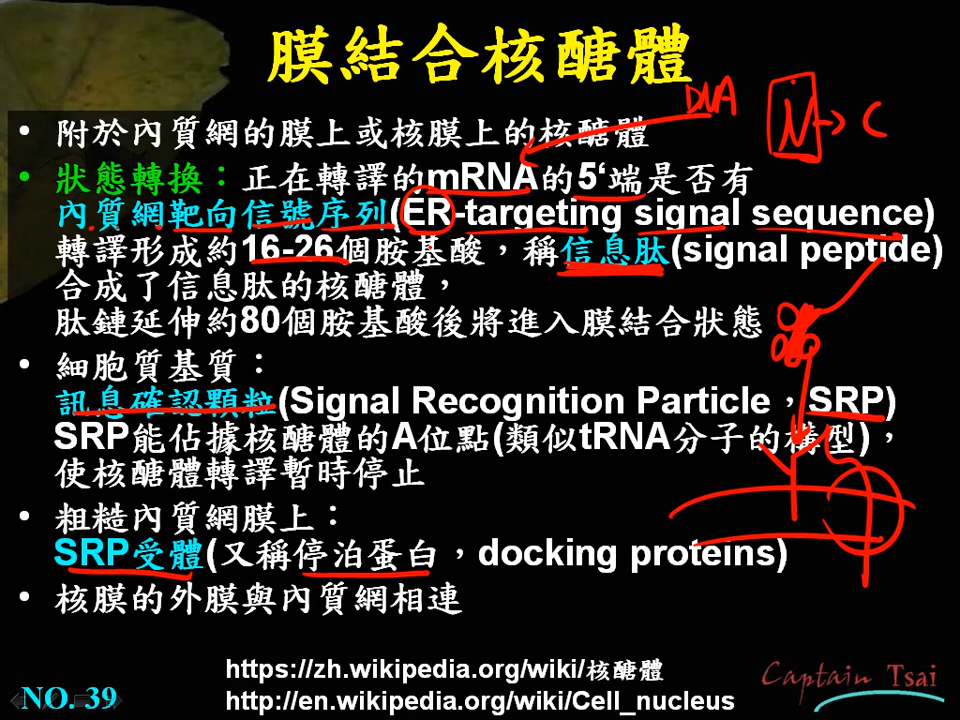 膜結合核醣體
DNA
N→C
• 附於內質網的膜上或核膜上的核醣體
• 狀態轉換：正在轉譯的mRNA的5‘端是否有
內質網靶向信號序列(ER-targeting signal sequence)
轉譯形成約16-26個胺基酸，稱信息肽(signal peptide)
合成了信息肽的核醣體，
肽鏈延伸約80個胺基酸後將進入膜結合狀態
• 細胞質基質：
訊息確認顆粒(Signal Recognition Particle，SRP)
SRP能佔據核醣體的A位點(類似tRNA分子的構型)，
使核醣體轉譯暫時停止
• 粗糙內質網膜上：
SRP受體(又稱停泊蛋白，docking proteins)
• 核膜的外膜與內質網相連
https://zh.wikipedia.org/wiki/核醣體
http://en.wikipedia.org/wiki/Cell_nucleus
NO. 39
Captain Tsai